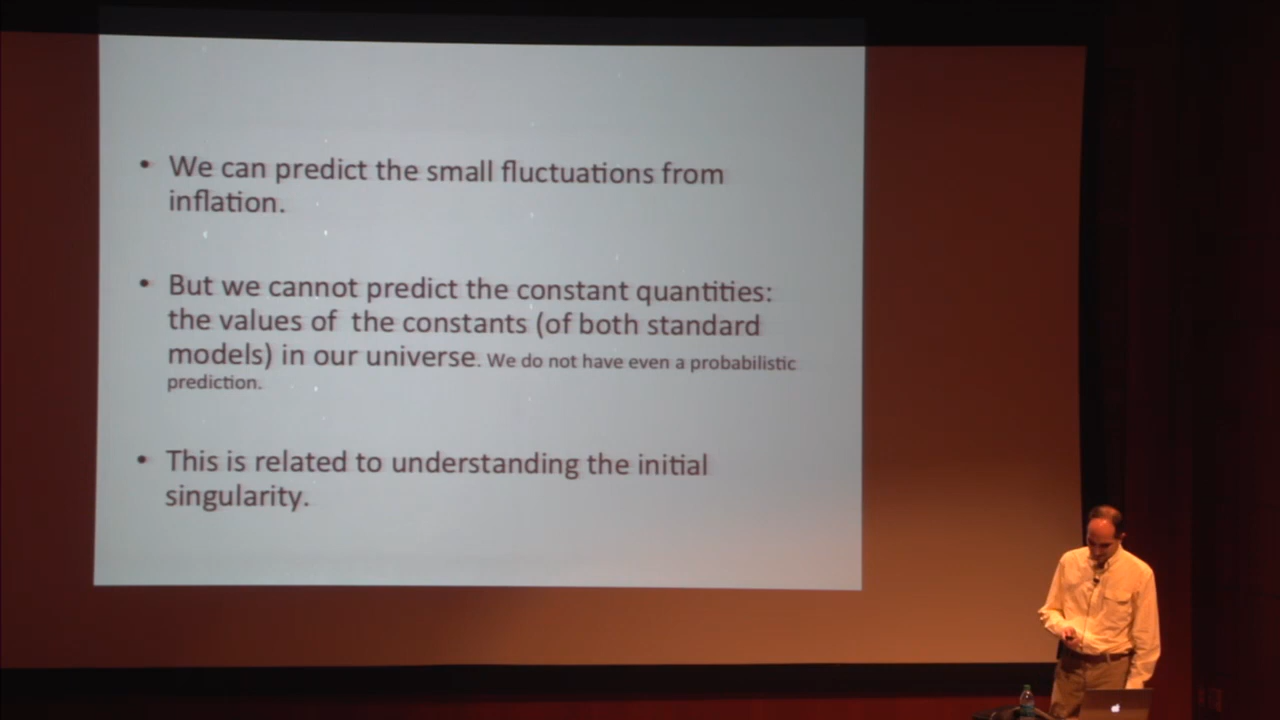 • We can predict the small fluctuations from
inflation.
• But we cannot predict the constant quantities:
the values of  the constants (of both standard
models) in our universe. We do not have even a probabilistic
prediction.
• This is related to understanding the initial
singularity.